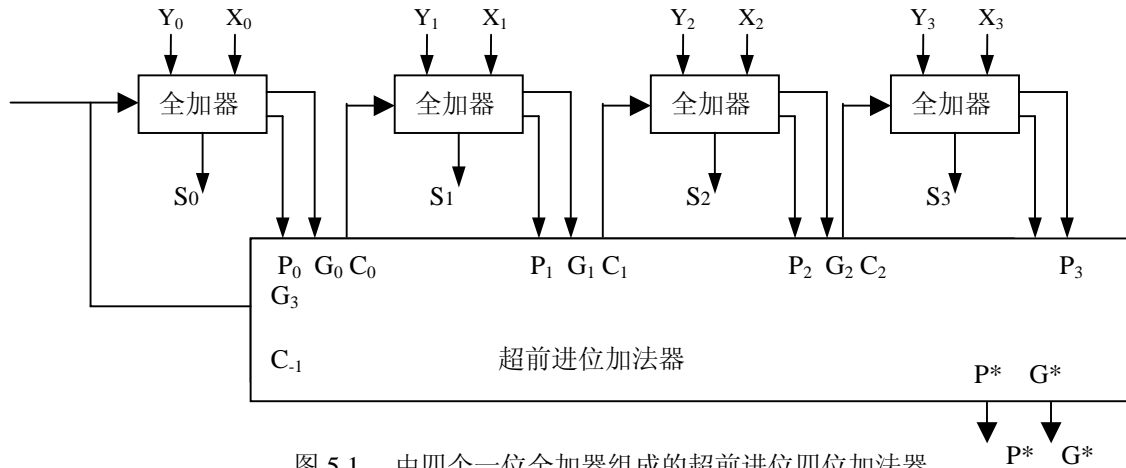 Y₀ X₀ Y₁ X₁ Y₂ X₂ Y₃ X₃
全加器 全加器 全加器 全加器
S0 S1 S2 S3
P₀ G₀ C₀ P₁ G₁ C₁ P₂ G₂ C₂ P₃
G₃
C₋₁ 超前进位加法器
P* G*
P* G*
图 5.1 由四个一位全加器组成的超前进位四位加法器